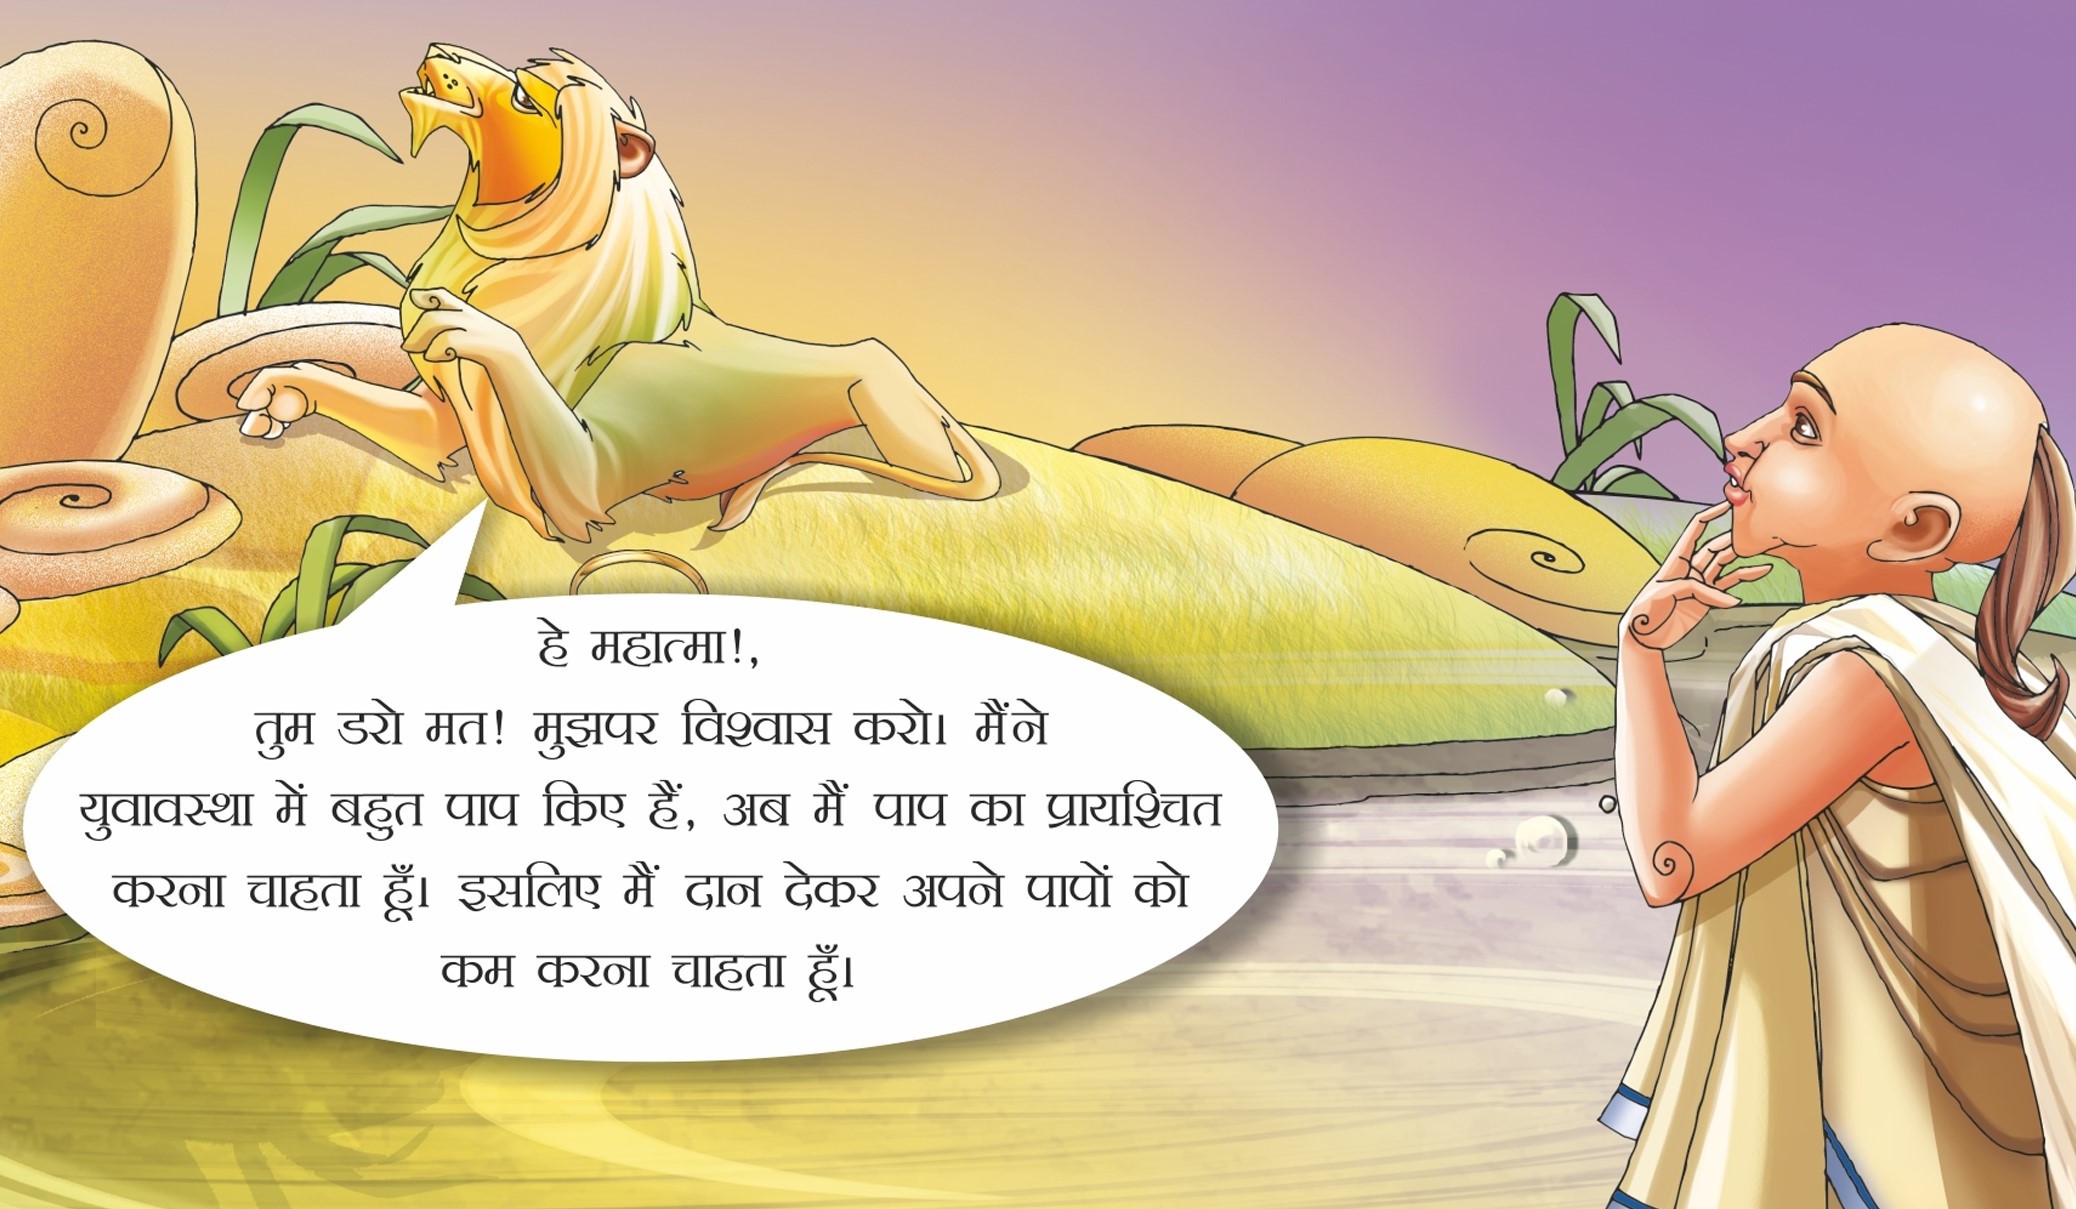 हे महात्मा!,
तुम डरो मत! मुझपर विश्वास करो। मैंने
युवावस्था में बहुत पाप किए हैं, अब मैं पाप का प्रायश्चित
करना चाहता हूँ। इसलिए मैं दान देकर अपने पापों को
कम करना चाहता हूँ।